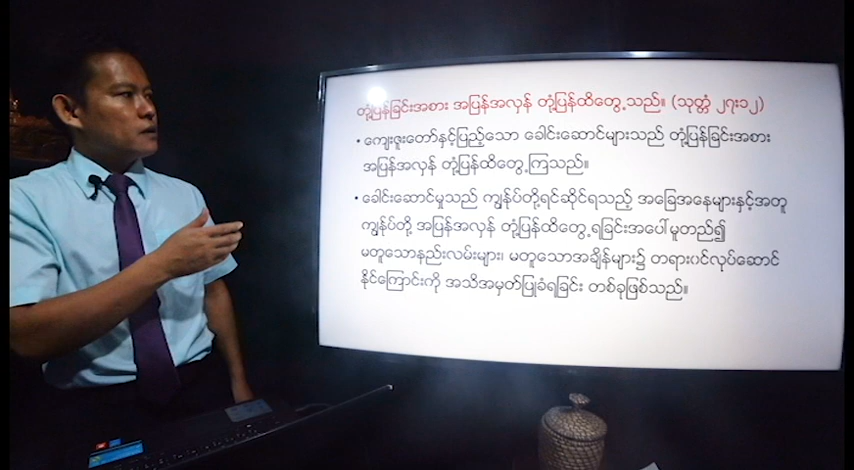 တုံ့ပြန်ခြင်းအစား အပြန်အလှန် တုံ့ပြန်ထိတွေ့သည်။ (သုတ္တံ ၂၇း၁၂)
• ကျေးဇူးတော်နှင့်ပြည့်သော ခေါင်းဆောင်များသည် တုံ့ပြန်ခြင်းအစား
အပြန်အလှန် တုံ့ပြန်ထိတွေ့ကြသည်။
• ခေါင်းဆောင်မှုသည် ကျွန်ုပ်တို့ရင်ဆိုင်ရသည့် အခြေအနေများနှင့်အတူ
ကျွန်ုပ်တို့ အပြန်အလှန် တုံ့ပြန်ထိတွေ့ရခြင်းအပေါ် မူတည်၍
မတူသောနည်းလမ်းများ၊ မတူသောအချိန်များ၌ တရားဝင်လုပ်ဆောင်
နိုင်ကြောင်းကို အသိအမှတ်ပြုခံရခြင်း တစ်ခုဖြစ်သည်။